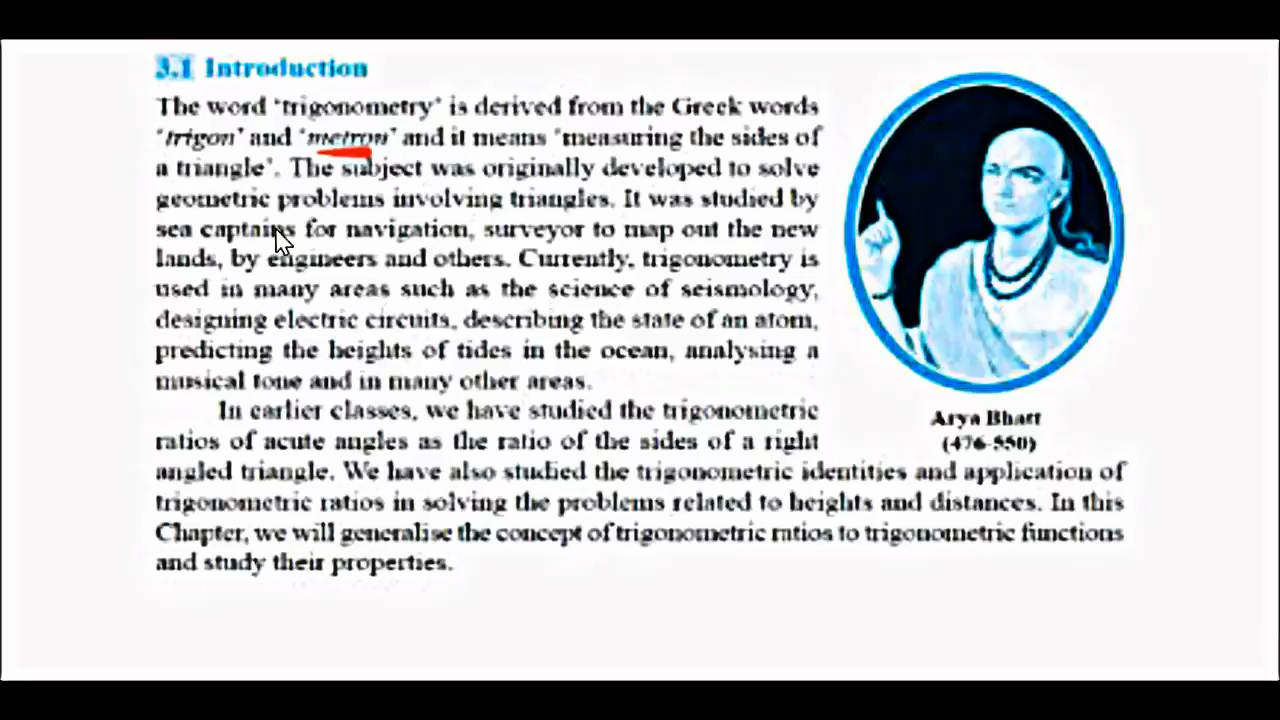 3.1 Introduction
The word ‘trigonometry’ is derived from the Greek words
‘trigon’ and ‘metron’ and it means ‘measuring the sides of
a triangle’. The subject was originally developed to solve
geometric problems involving triangles. It was studied by
sea captains for navigation, surveyor to map out the new
lands, by engineers and others. Currently, trigonometry is
used in many areas such as the science of seismology,
designing electric circuits, describing the state of an atom,
predicting the heights of tides in the ocean, analysing a
musical tone and in many other areas.
In earlier classes, we have studied the trigonometric
ratios of acute angles as the ratio of the sides of a right
angled triangle. We have also studied the trigonometric identities and application of
trigonometric ratios in solving the problems related to heights and distances. In this
Chapter, we will generalise the concept of trigonometric ratios to trigonometric functions
and study their properties.
Arya Bhatt
(476-550)